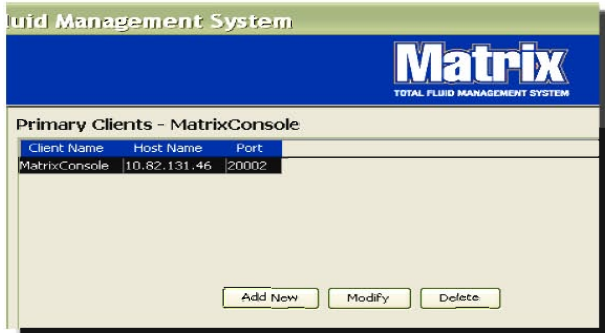 luid Management System
Matrix
TOTAL FLUID MANAGEMENT SYSTEM
Primary Clients - MatrixConsole
Client Name Host Name Port
MatrixConsole 10.82.131.46 20002
Add New Modify Delete